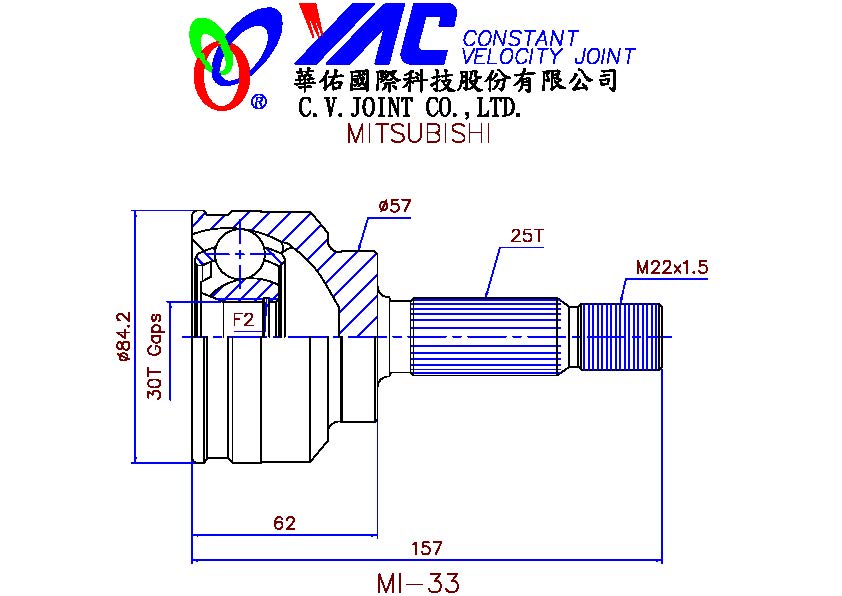 YAC CONSTANT
VELOCITY JOINT
®
華佑國際科技股份有限公司
C.V.JOINT CO.,LTD.
MITSUBISHI
ø57
25T
M22x1.5
F2
ø84.2
30T Gaps
62
157
MI-33